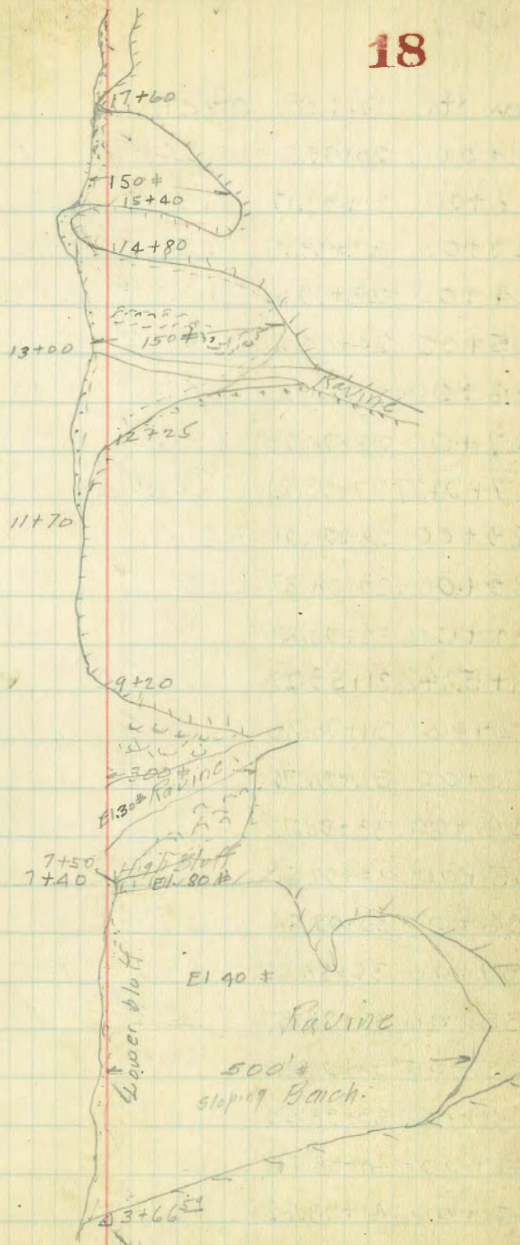 18
17+60
150 ‡
15+40
14+80
150 ‡
13+00
Ravine
12+25
11+70
9+20
300 ‡
El. 30 ‡ Ravine
7+50
High Bluff
7+40
El. 80 ‡
Lower bluff
El 40 ‡
Ravine
500' ‡
Sloping Bench.
3+66 59